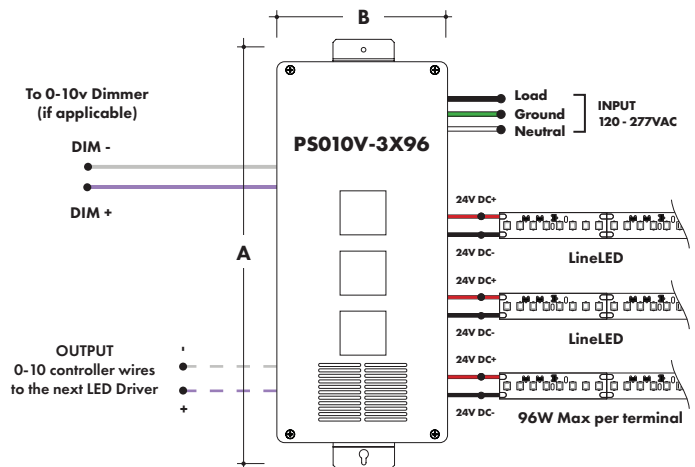 B
To 0-10v Dimmer
(if applicable)
DIM -
DIM +
A
PS010V-3X96
Load
Ground
Neutral
INPUT
120 - 277VAC
24V DC+
24V DC-
LineLED
24V DC+
24V DC-
LineLED
24V DC+
24V DC-
96W Max per terminal
OUTPUT
0-10 controller wires
to the next LED Driver
-
+